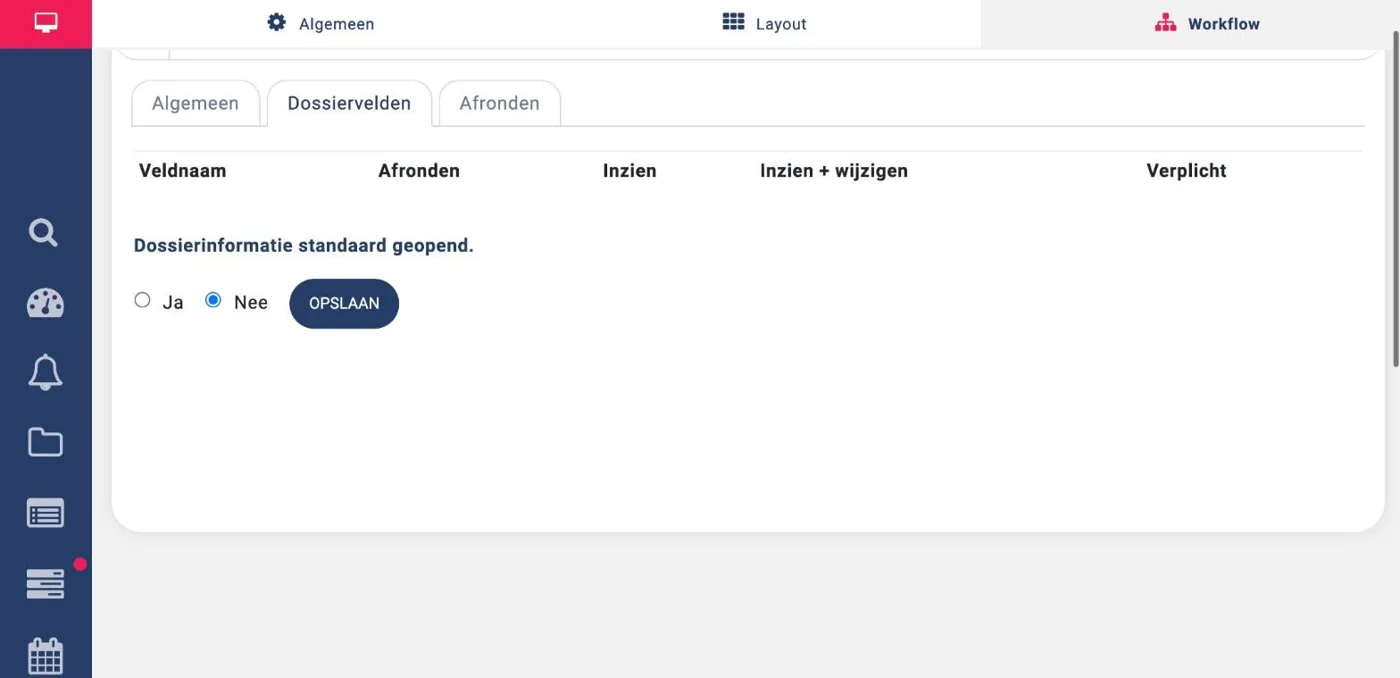 Algemeen Layout Workflow
Algemeen Dossiervelden Afronden
Veldnaam Afronden Inzien Inzien + wijzigen Verplicht
Dossierinformatie standaard geopend.
Ja Nee OPSLAAN